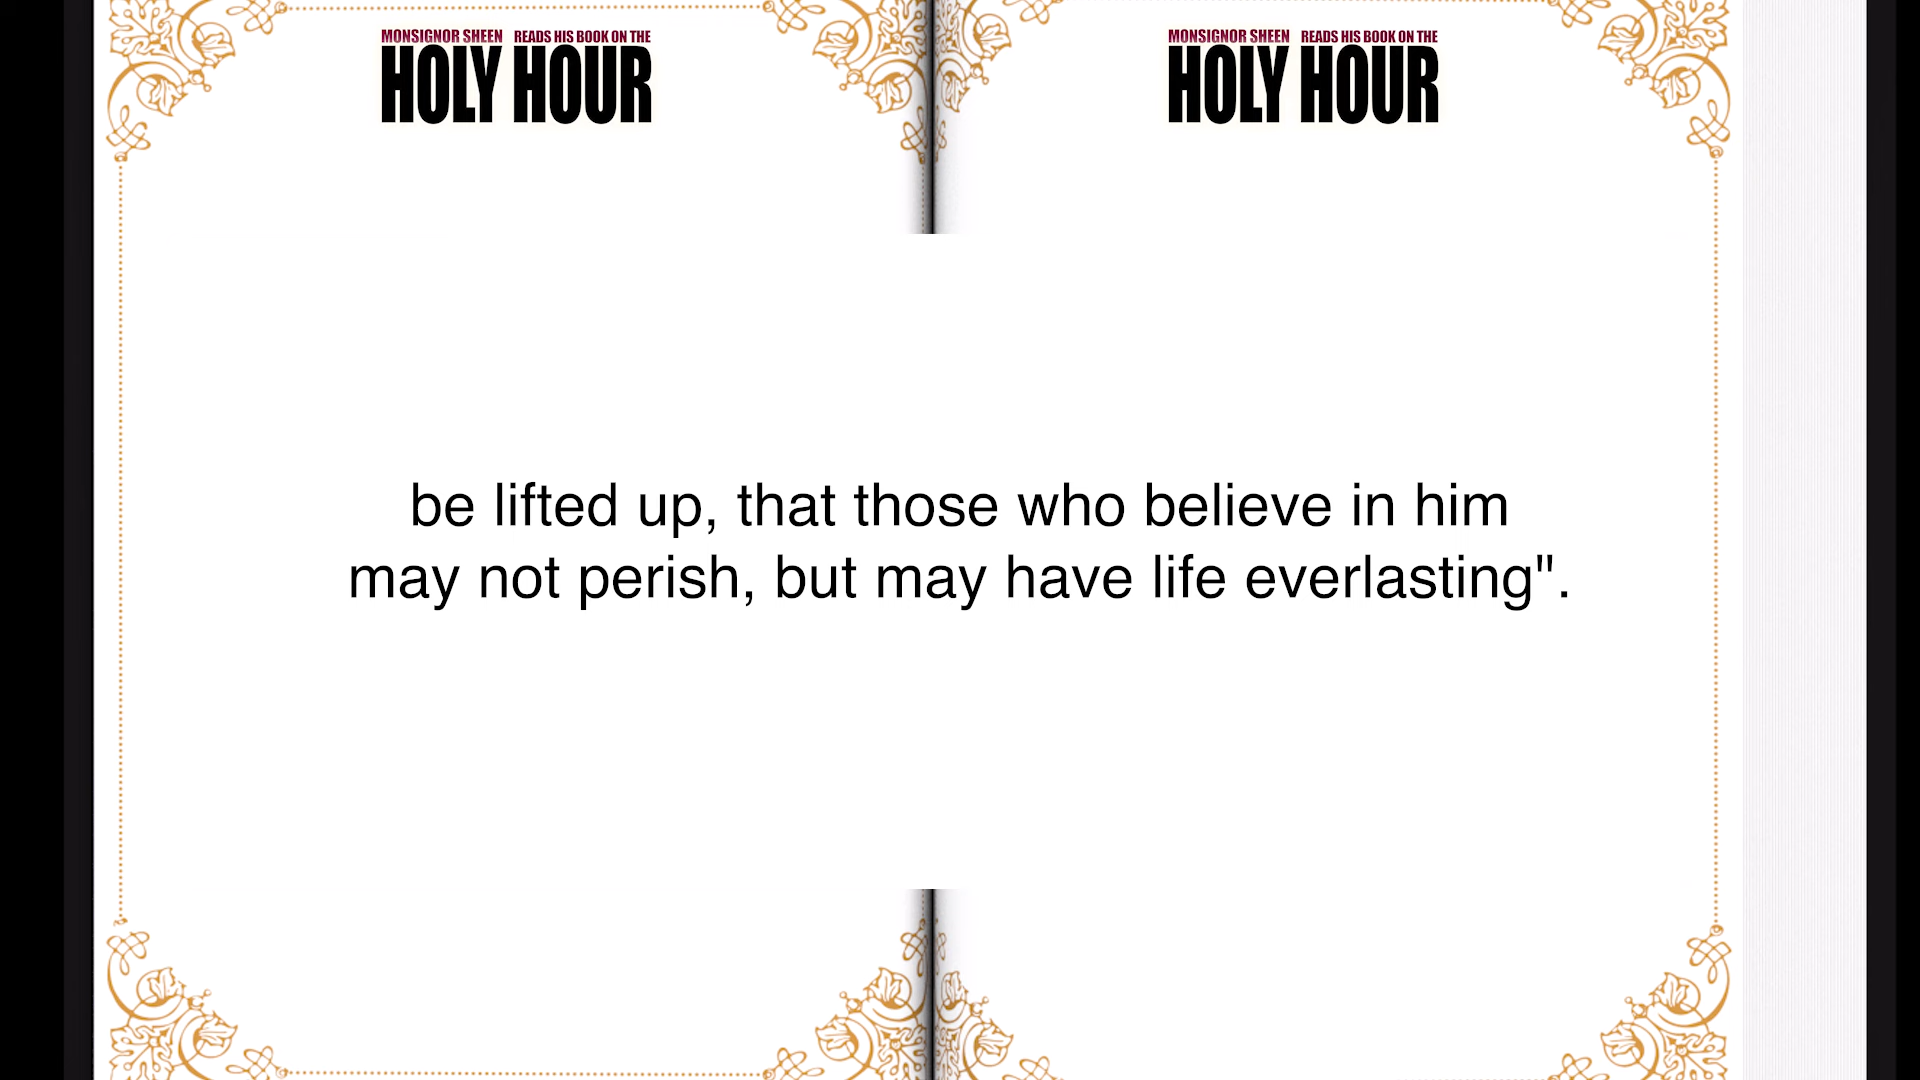 MONSIGNOR SHEEN READS HIS BOOK ON THE
HOLY HOUR
MONSIGNOR SHEEN READS HIS BOOK ON THE
HOLY HOUR
be lifted up, that those who believe in him
may not perish, but may have life everlasting".